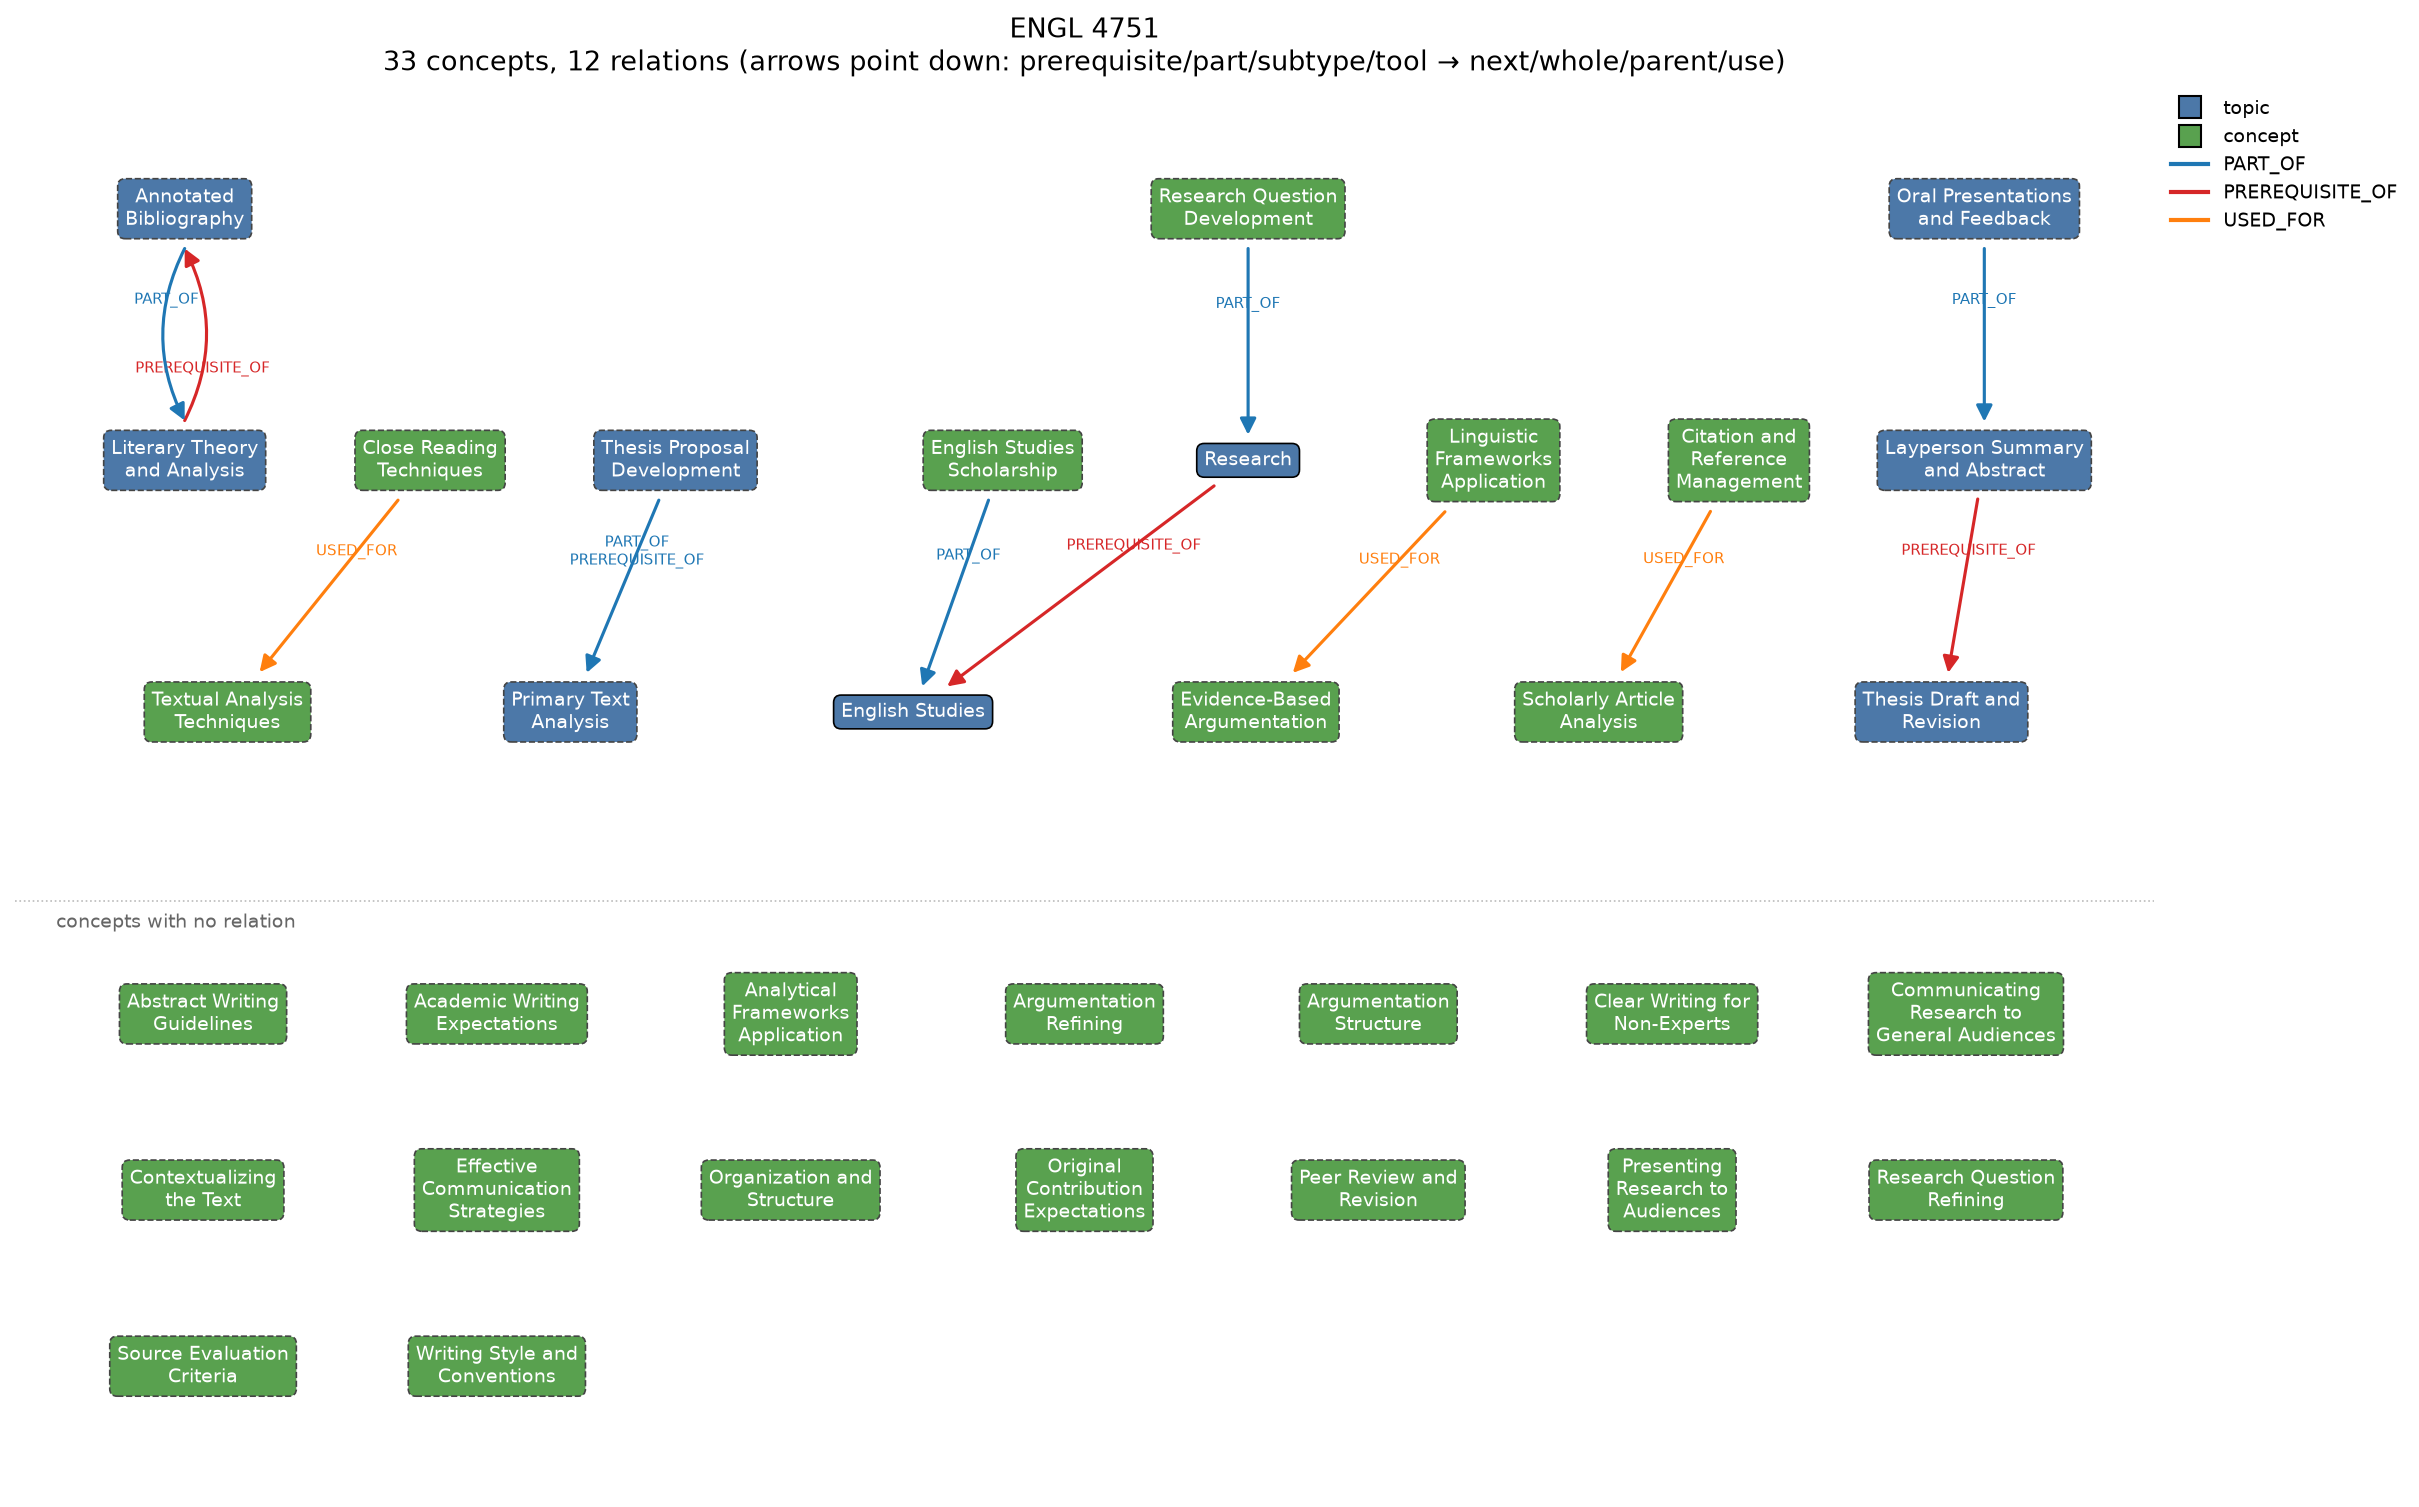 ENGL 4751
33 concepts, 12 relations (arrows point down: prerequisite/part/subtype/tool → next/whole/parent/use)
topic
concept
PART_OF
PREREQUISITE_OF
USED_FOR
Annotated
Bibliography
Research Question
Development
Oral Presentations
and Feedback
PART_OF
PART_OF
PART_OF
PREREQUISITE_OF
Literary Theory
and Analysis
Close Reading
Techniques
Thesis Proposal
Development
English Studies
Scholarship
Research
Linguistic
Frameworks
Application
Citation and
Reference
Management
Layperson Summary
and Abstract
USED_FOR
PART_OF
PREREQUISITE_OF
PART_OF
PREREQUISITE_OF
USED_FOR
USED_FOR
PREREQUISITE_OF
Textual Analysis
Techniques
Primary Text
Analysis
English Studies
Evidence-Based
Argumentation
Scholarly Article
Analysis
Thesis Draft and
Revision
concepts with no relation
Abstract Writing
Guidelines
Academic Writing
Expectations
Analytical
Frameworks
Application
Argumentation
Refining
Argumentation
Structure
Clear Writing for
Non-Experts
Communicating
Research to
General Audiences
Contextualizing
the Text
Effective
Communication
Strategies
Organization and
Structure
Original
Contribution
Expectations
Peer Review and
Revision
Presenting
Research to
Audiences
Research Question
Refining
Source Evaluation
Criteria
Writing Style and
Conventions